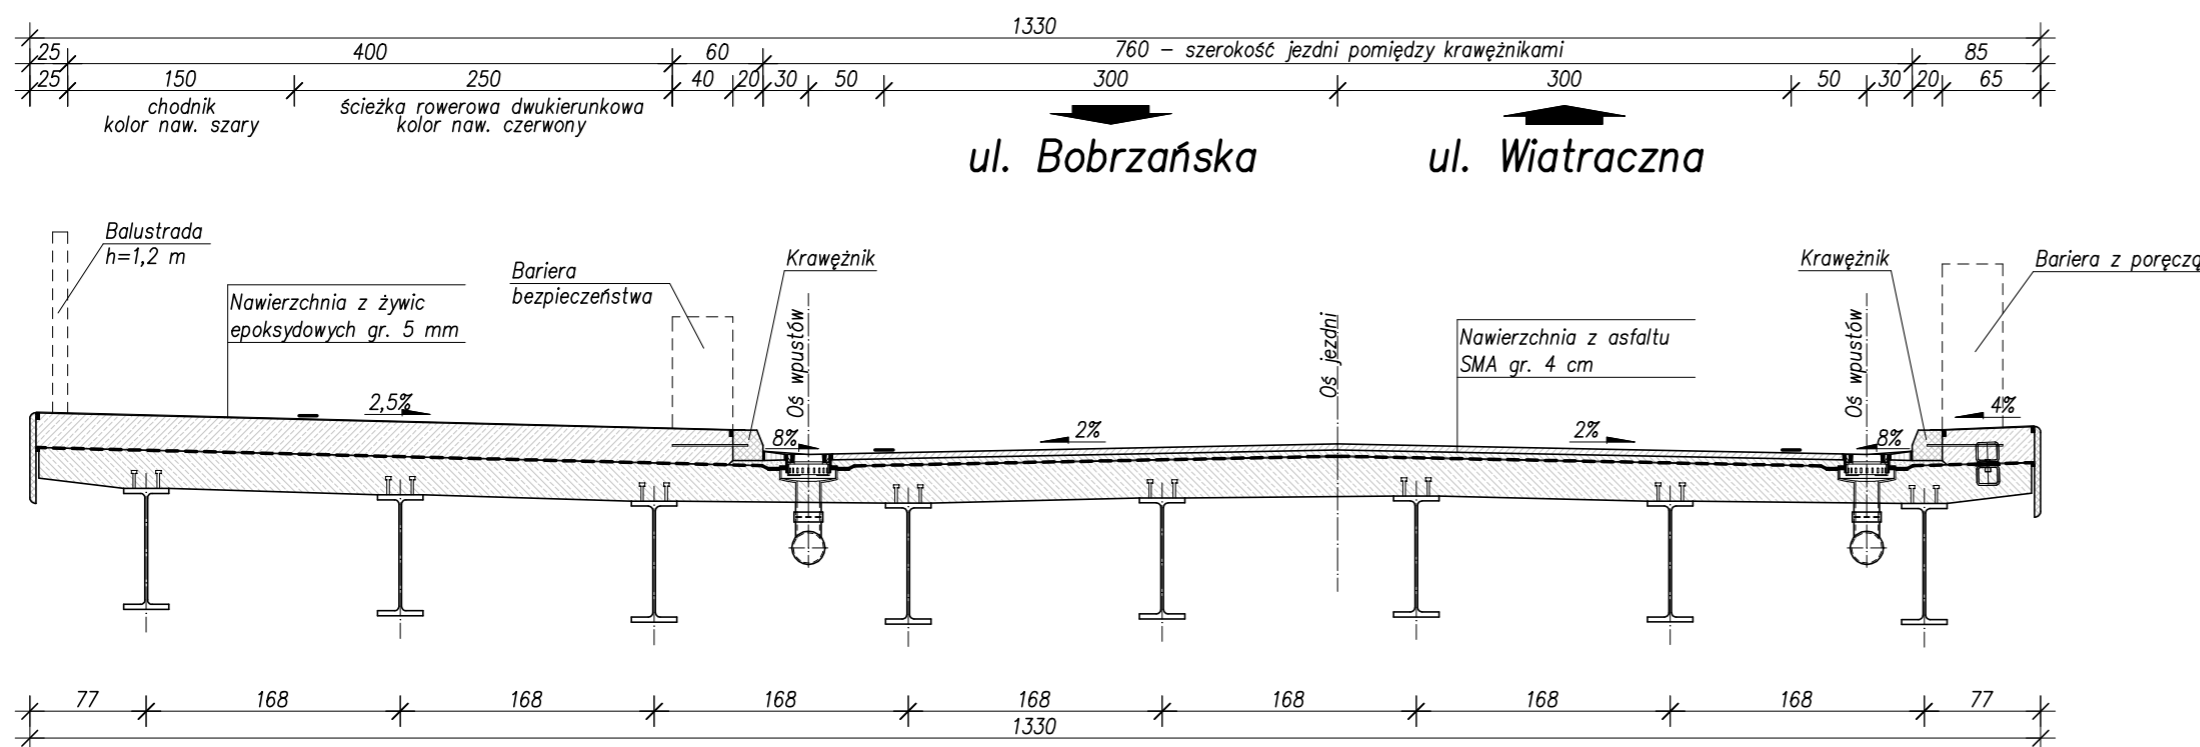 1330
25 400 60 760 – szerokość jezdni pomiędzy krawężnikami 85
25 150 250 40 20 30 50 300 300 50 30 20 65
chodnik
kolor naw. szary
ścieżka rowerowa dwukierunkowa
kolor naw. czerwony
ul. Bobrzańska
ul. Wiatraczna
Balustrada
h=1,2 m
Nawierzchnia z żywic
epoksydowych gr. 5 mm
Bariera
bezpieczeństwa
Krawężnik
Oś wpustów
Oś jezdni
Nawierzchnia z asfaltu
SMA gr. 4 cm
Oś wpustów
Krawężnik
Bariera z poręczą
2,5%
8%
2%
2%
8%
4%
77 168 168 168 168 168 168 168 77
1330